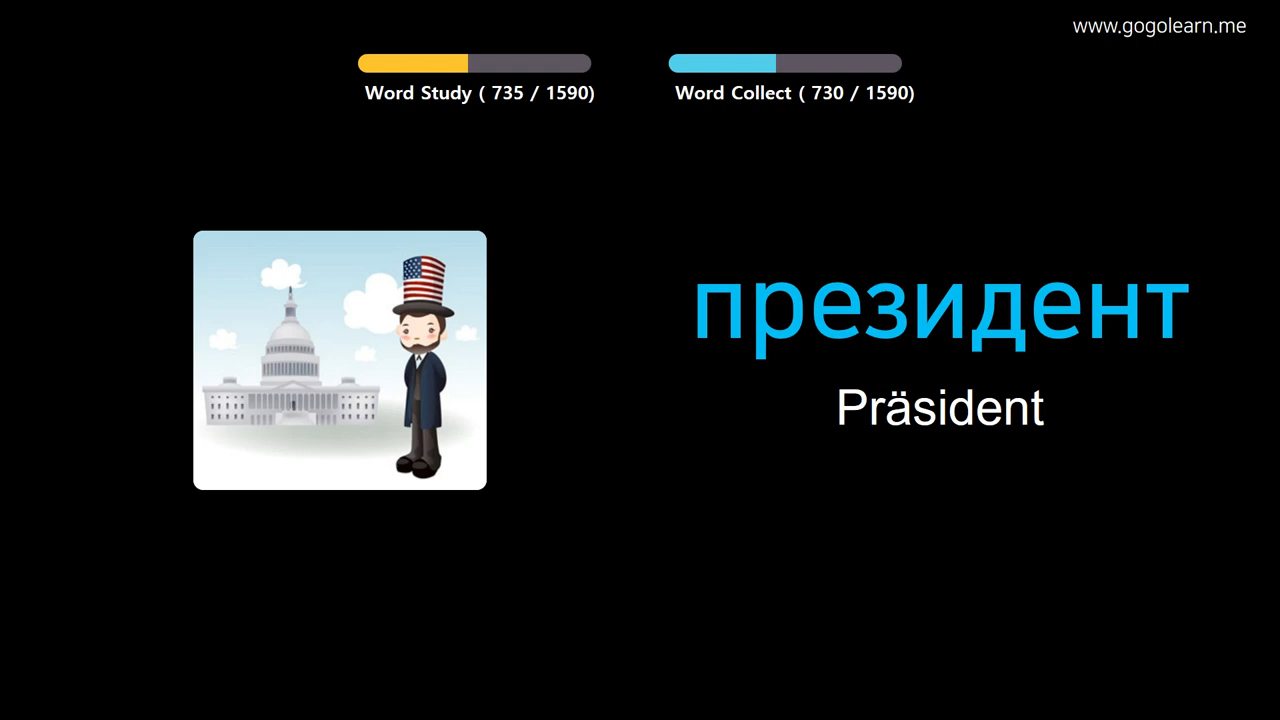 www.gogolearn.me
Word Study ( 735 / 1590)
Word Collect ( 730 / 1590)
президент
Präsident